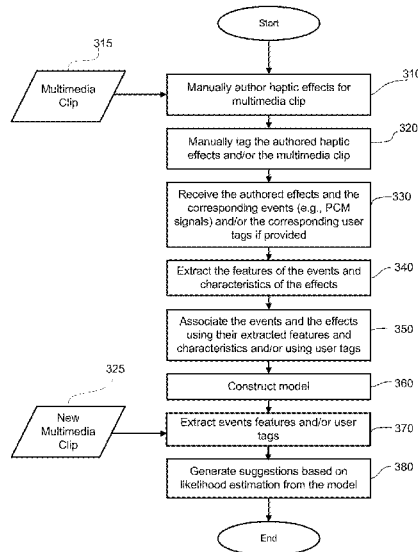 Start
315
Multimedia
Clip
310
Manually author haptic effects for
multimedia clip
320
Manually tag the authored haptic
effects and/or the multimedia clip
330
Receive the authored effects and the
corresponding events (e.g., PCM
signals) and/or the corresponding user
tags if provided
340
Extract the features of the events and
characteristics of the effects
350
Associate the events and the effects
using their extracted features and
characteristics and/or using user tags
325
New
Multimedia
Clip
360
Construct model
370
Extract events features and/or user
tags
380
Generate suggestions based on
likelihood estimation from the model
End